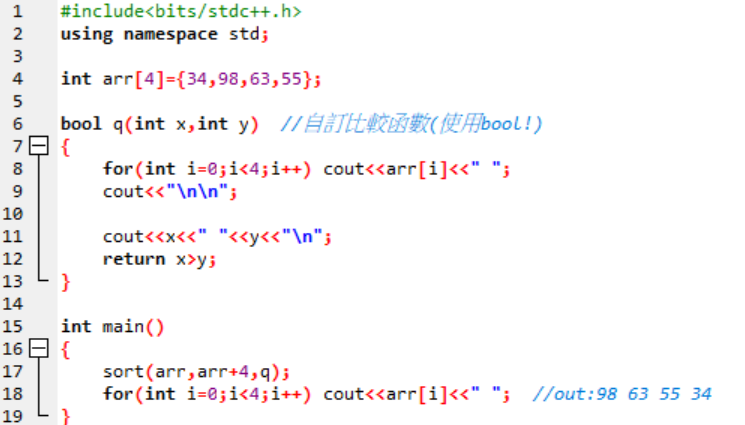 1 #include<bits/stdc++.h>
2 using namespace std;
3
4 int arr[4]={34,98,63,55};
5
6 bool q(int x,int y) //自訂比較函數(使用bool!)
7 {
8 for(int i=0;i<4;i++) cout<<arr[i]<<" ";
9 cout<<"\n\n";
10
11 cout<<x<<" "<<y<<"\n";
12 return x>y;
13 }
14
15 int main()
16 {
17 sort(arr,arr+4,q);
18 for(int i=0;i<4;i++) cout<<arr[i]<<" "; //out:98 63 55 34
19 }